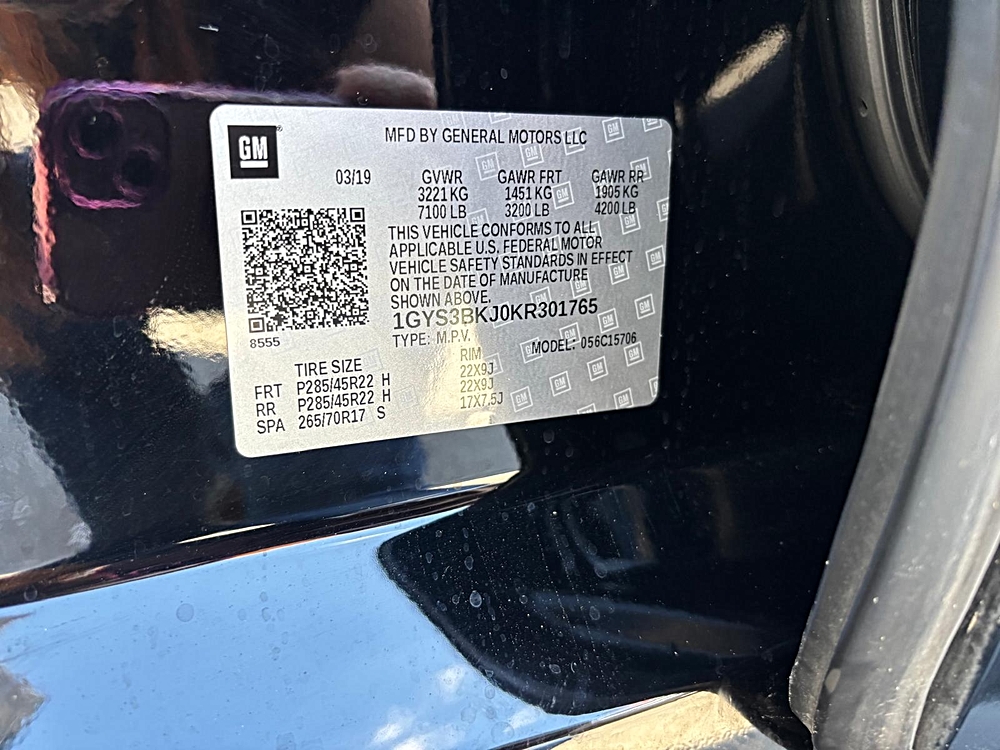 GM
MFD BY GENERAL MOTORS LLC
03/19 GVWR GAWR FRT GAWR RR
3221 KG 1451 KG 1905 KG
7100 LB 3200 LB 4200 LB
THIS VEHICLE CONFORMS TO ALL
APPLICABLE U.S. FEDERAL MOTOR
VEHICLE SAFETY STANDARDS IN EFFECT
ON THE DATE OF MANUFACTURE
SHOWN ABOVE.
1GYS3BKJ0KR301765
8555
TYPE: M.P.V. MODEL: 056C15706
TIRE SIZE RIM
FRT P285/45R22 H 22X9J
RR P285/45R22 H 22X9J
SPA 265/70R17 S 17X7.5J